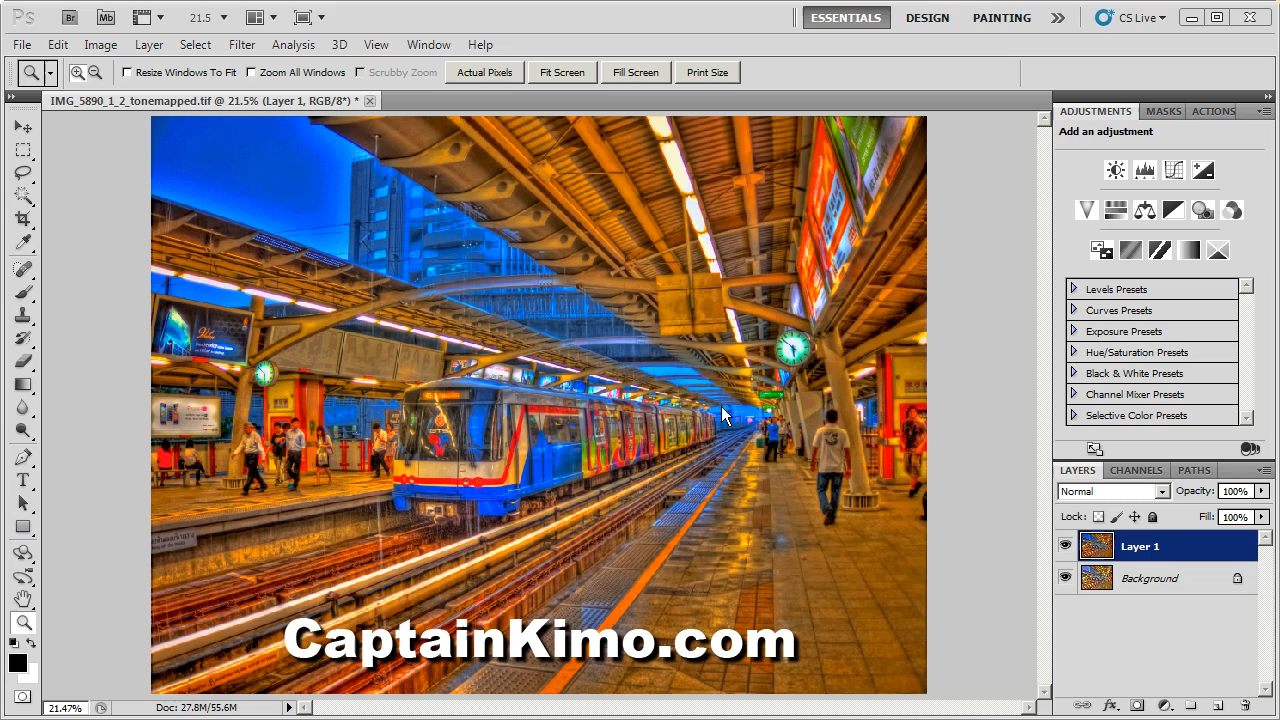 Ps Br Mb 21.5 ESSENTIALS DESIGN PAINTING CS Live
File Edit Image Layer Select Filter Analysis 3D View Window Help
Resize Windows To Fit Zoom All Windows Scrubby Zoom Actual Pixels Fit Screen Fill Screen Print Size
IMG_5890_1_2_tonemapped.tif @ 21.5% (Layer 1, RGB/8*) *
ADJUSTMENTS MASKS ACTIONS
Add an adjustment
Levels Presets
Curves Presets
Exposure Presets
Hue/Saturation Presets
Black & White Presets
Channel Mixer Presets
Selective Color Presets
LAYERS CHANNELS PATHS
Normal Opacity: 100%
Lock: Fill: 100%
Layer 1
Background
CaptainKimo.com
21.47% Doc: 27.8M/55.6M